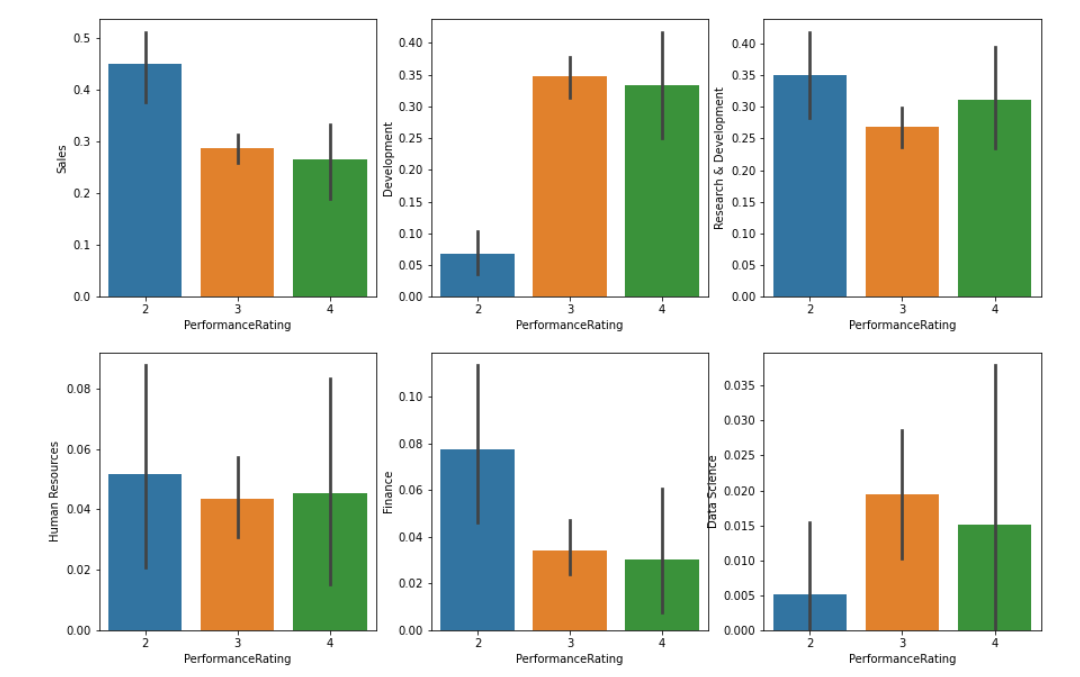 Sales
0.5
0.4
0.3
0.2
0.1
0.0
2 3 4
PerformanceRating
Development
0.40
0.35
0.30
0.25
0.20
0.15
0.10
0.05
0.00
2 3 4
PerformanceRating
Research & Development
0.40
0.35
0.30
0.25
0.20
0.15
0.10
0.05
0.00
2 3 4
PerformanceRating
Human Resources
0.08
0.06
0.04
0.02
0.00
2 3 4
PerformanceRating
Finance
0.10
0.08
0.06
0.04
0.02
0.00
2 3 4
PerformanceRating
Data Science
0.035
0.030
0.025
0.020
0.015
0.010
0.005
0.000
2 3 4
PerformanceRating